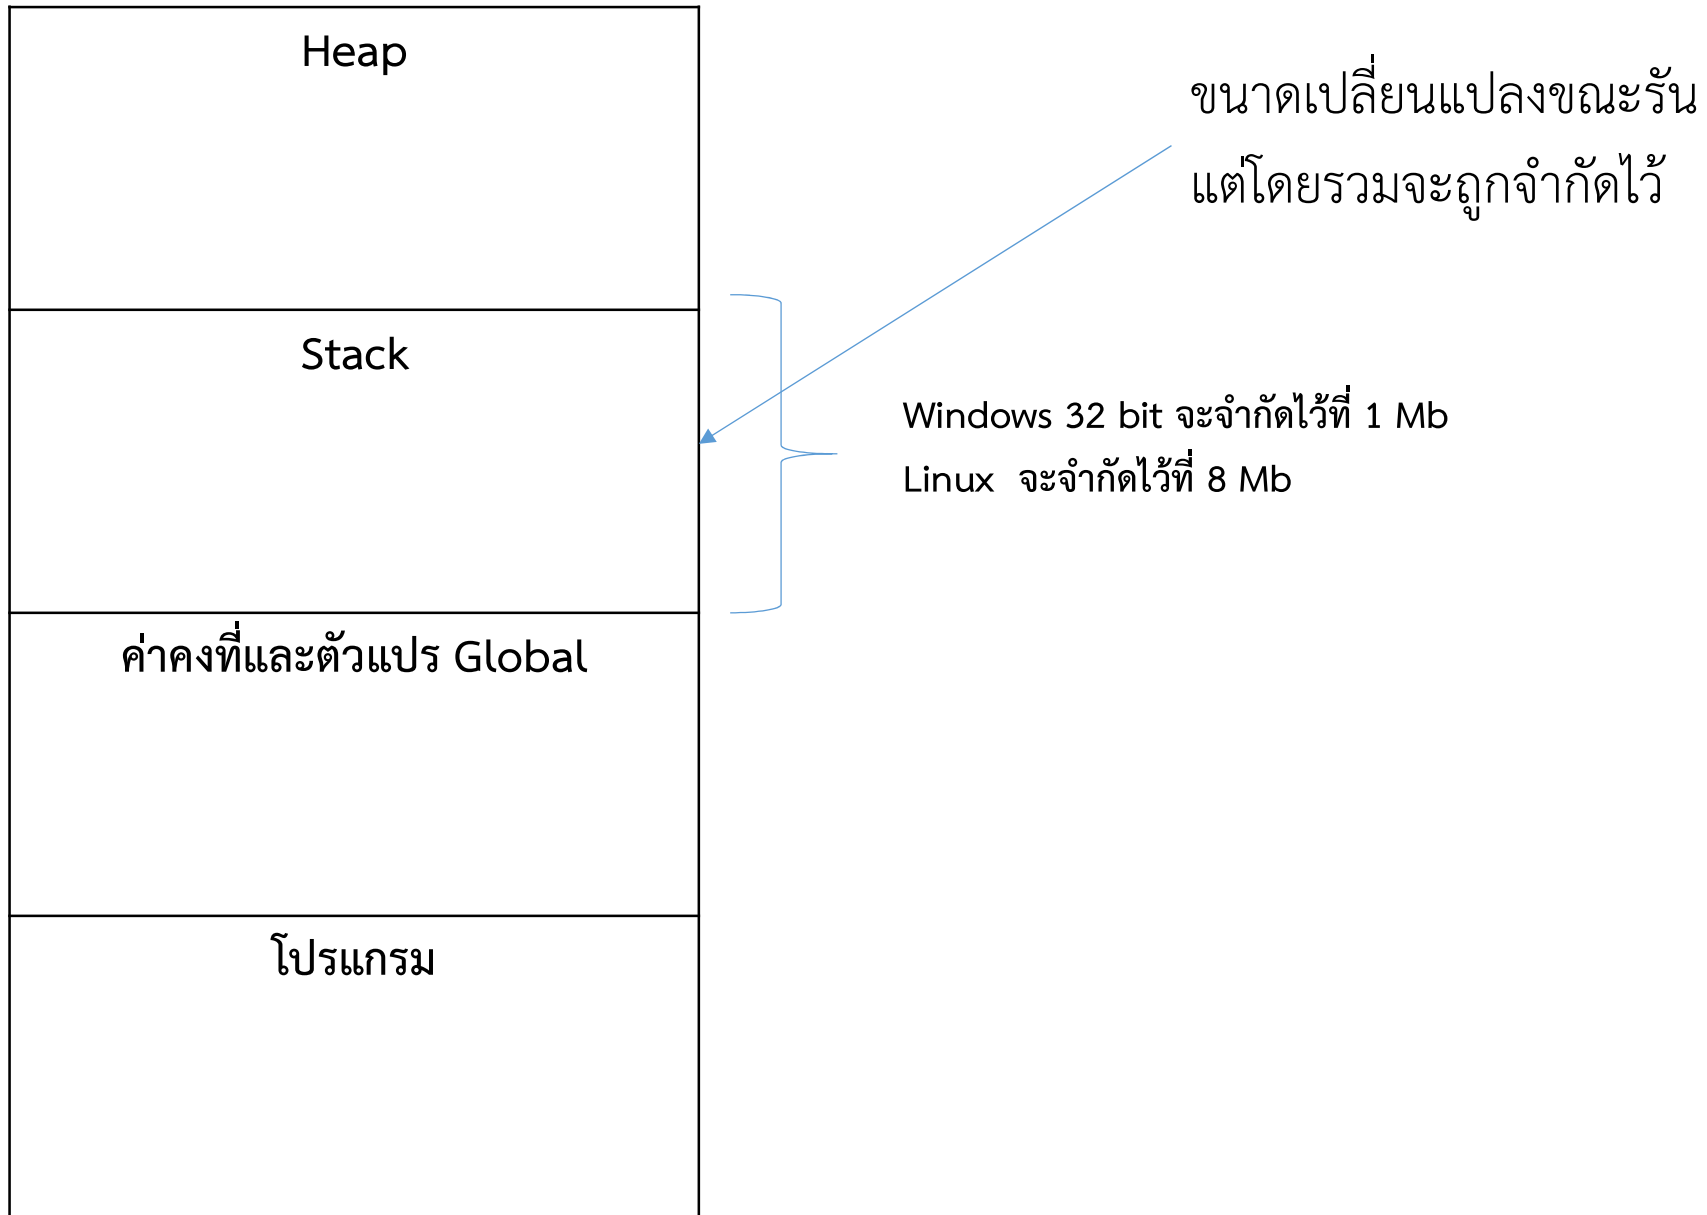 Heap
ขนาดเปลี่ยนแปลงขณะรัน
แต่โดยรวมจะถูกจำกัดไว้
Stack
Windows 32 bit จะจำกัดไว้ที่ 1 Mb
Linux จะจำกัดไว้ที่ 8 Mb
ค่าคงที่และตัวแปร Global
โปรแกรม